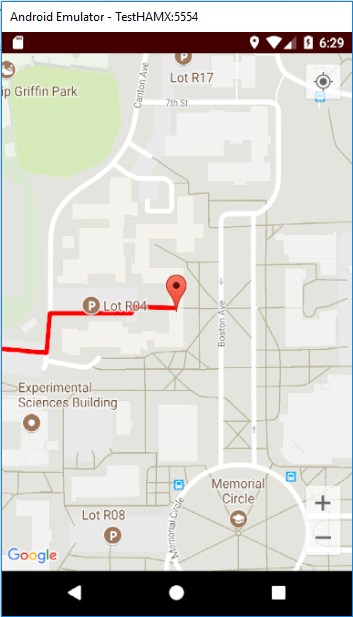 Android Emulator - TestHAMX:5554
6:29
Lot R17
ip Griffin Park
Canton Ave
7th St
Lot R04
Boston Ave
Experimental
Sciences Building
Memorial
Circle
Lot R08
Memorial Circle
Google